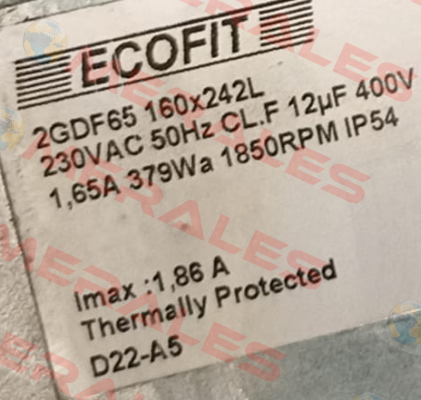 ECOFIT
2GDF65 160x242L
230VAC 50Hz CL.F 12µF 400V
1,65A 379Wa 1850RPM IP54
Imax :1,86 A
Thermally Protected
D22-A5